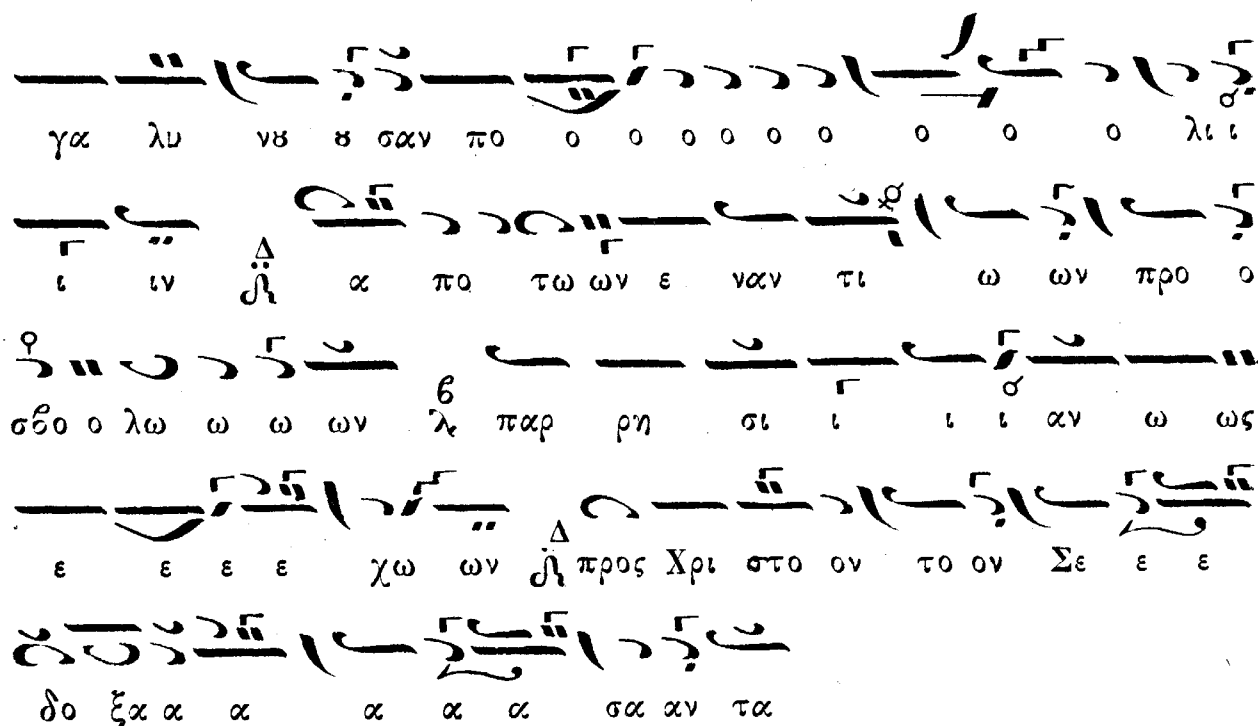 γα λυ νȣ ȣ σαν πο ο ο ο ο ο ο ο ο ο λι ι
ι ιν Δ α πο τω ων ε ναν τι ω ων προ ο
σβο ο λω ω ω ων β παρ ρη σι ι ι ι αν ω ως
ε ε ε ε χω ων Δ προς Χρι στο ον το ον Σε ε ε
δο ξα α α α α α σα αν τα